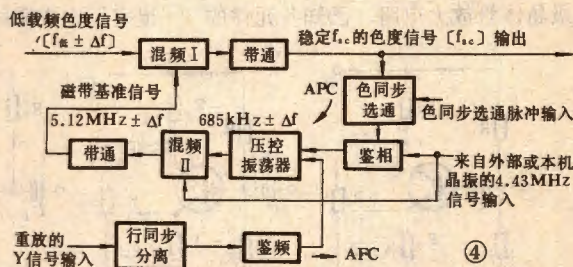 低载频色度信号
〔f低 ± Δf〕
混频Ⅰ
带通
稳定fsc的色度信号〔fsc〕输出
磁带基准信号
APC
色同步
选通
色同步选通脉冲输入
5.12MHz ± Δf
685kHz ± Δf
带通
混频
Ⅱ
压控
振荡器
鉴相
来自外部或本机
晶振的4.43MHz
信号输入
重放的
Y信号输入
行同步
分离
鉴频
AFC
④